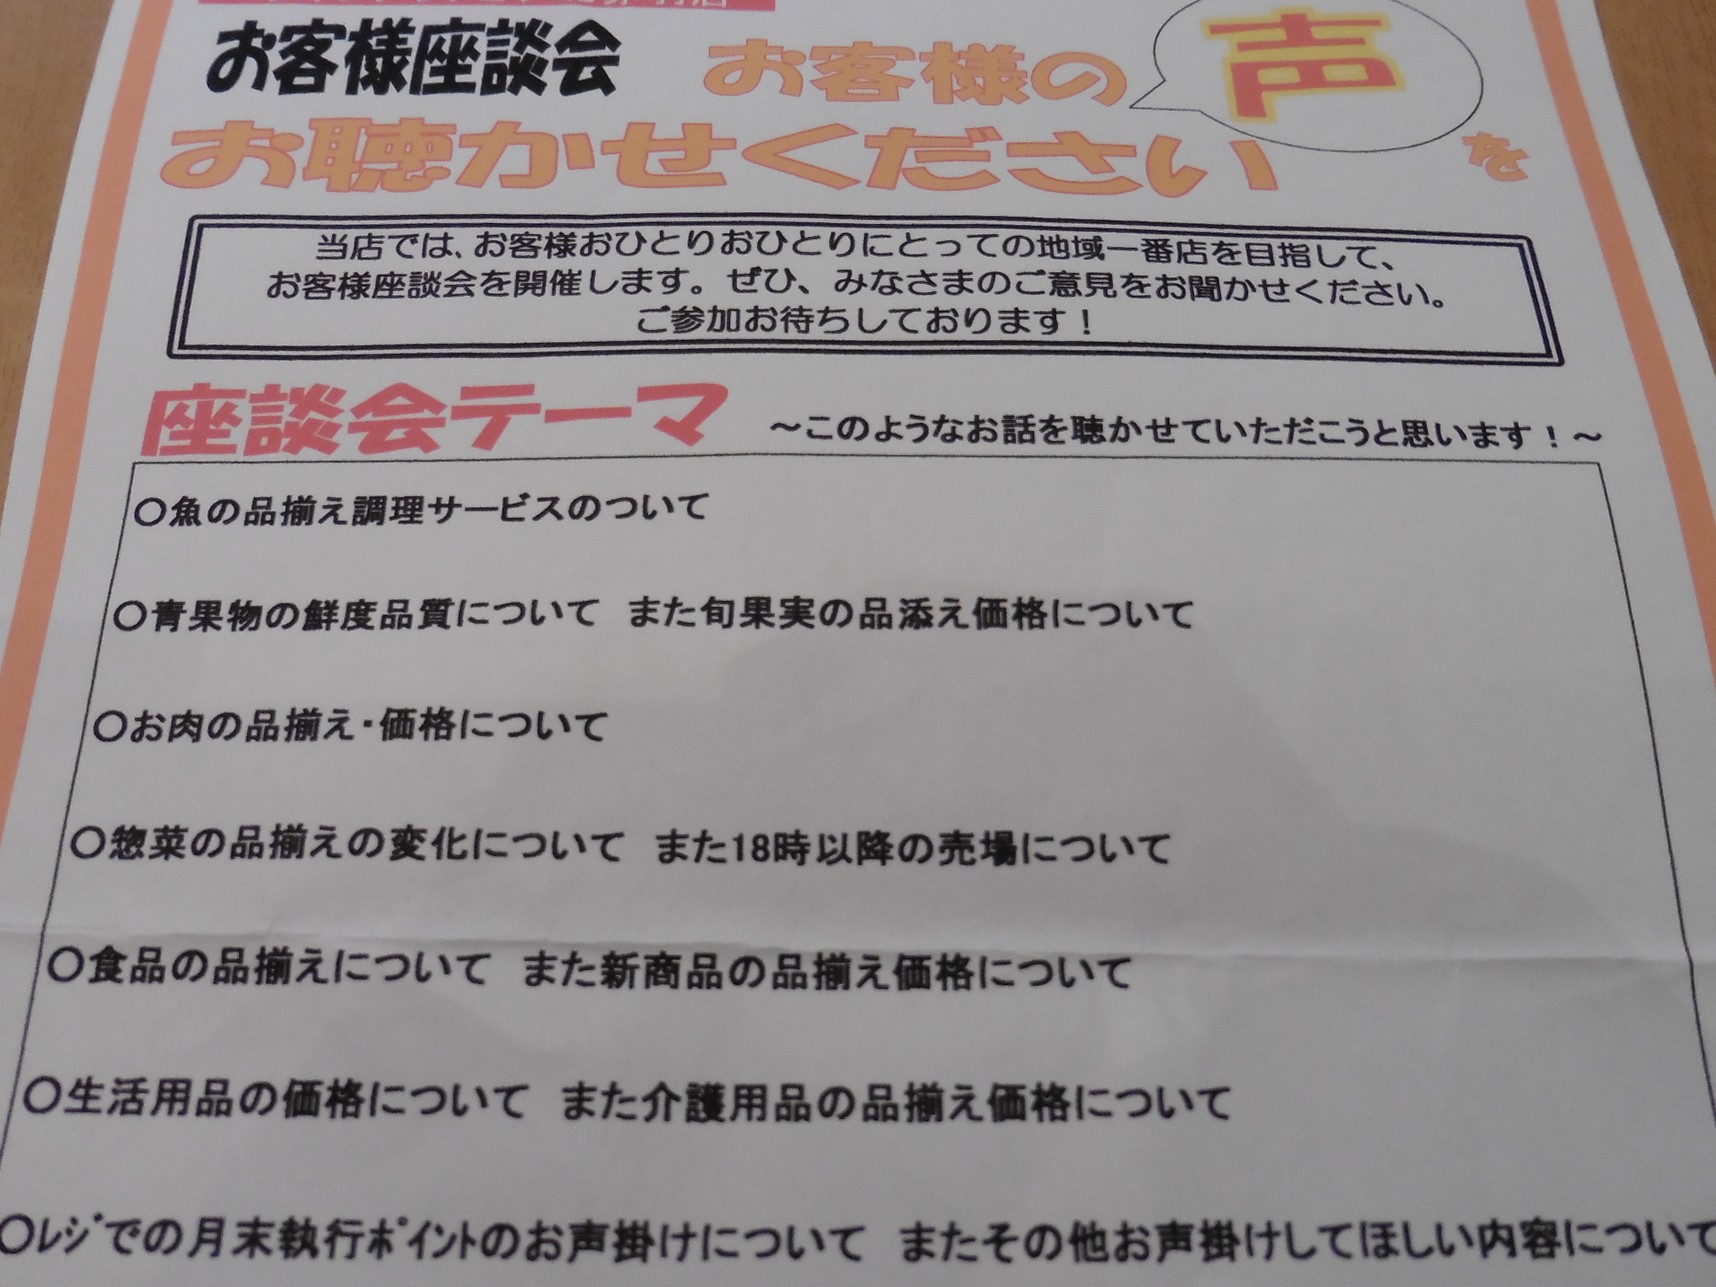 お客様座談会 お客様の声を
お聴かせください
当店では、お客様おひとりおひとりにとっての地域一番店を目指して、
お客様座談会を開催します。ぜひ、みなさまのご意見をお聞かせください。
ご参加お待ちしております！
座談会テーマ ～このようなお話を聴かせていただこうと思います！～
○魚の品揃え調理サービスのついて
○青果物の鮮度品質について また旬果実の品添え価格について
○お肉の品揃え・価格について
○惣菜の品揃えの変化について また18時以降の売場について
○食品の品揃えについて また新商品の品揃え価格について
○生活用品の価格について また介護用品の品揃え価格について
○ﾚｼﾞでの月末執行ﾎﾟｲﾝﾄのお声掛けについて またその他お声掛けしてほしい内容について